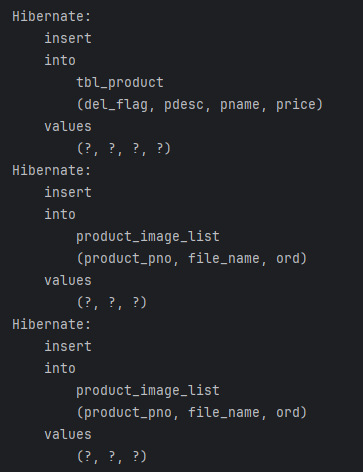 Hibernate:
    insert
    into
        tbl_product
        (del_flag, pdesc, pname, price)
    values
        (?, ?, ?, ?)
Hibernate:
    insert
    into
        product_image_list
        (product_pno, file_name, ord)
    values
        (?, ?, ?)
Hibernate:
    insert
    into
        product_image_list
        (product_pno, file_name, ord)
    values
        (?, ?, ?)